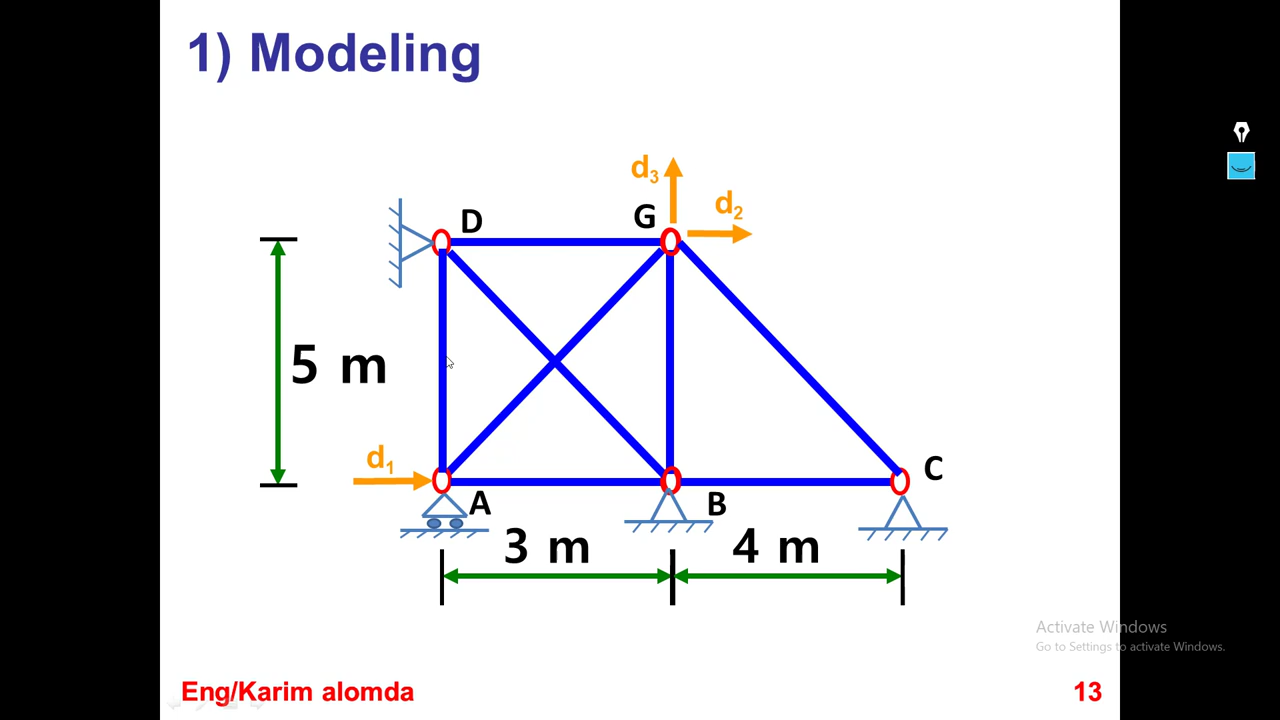 1) Modeling
d3
d2
D
G
5 m
d1
A
B
C
3 m
4 m
Activate Windows
Go to Settings to activate Windows.
Eng/Karim alomda
13